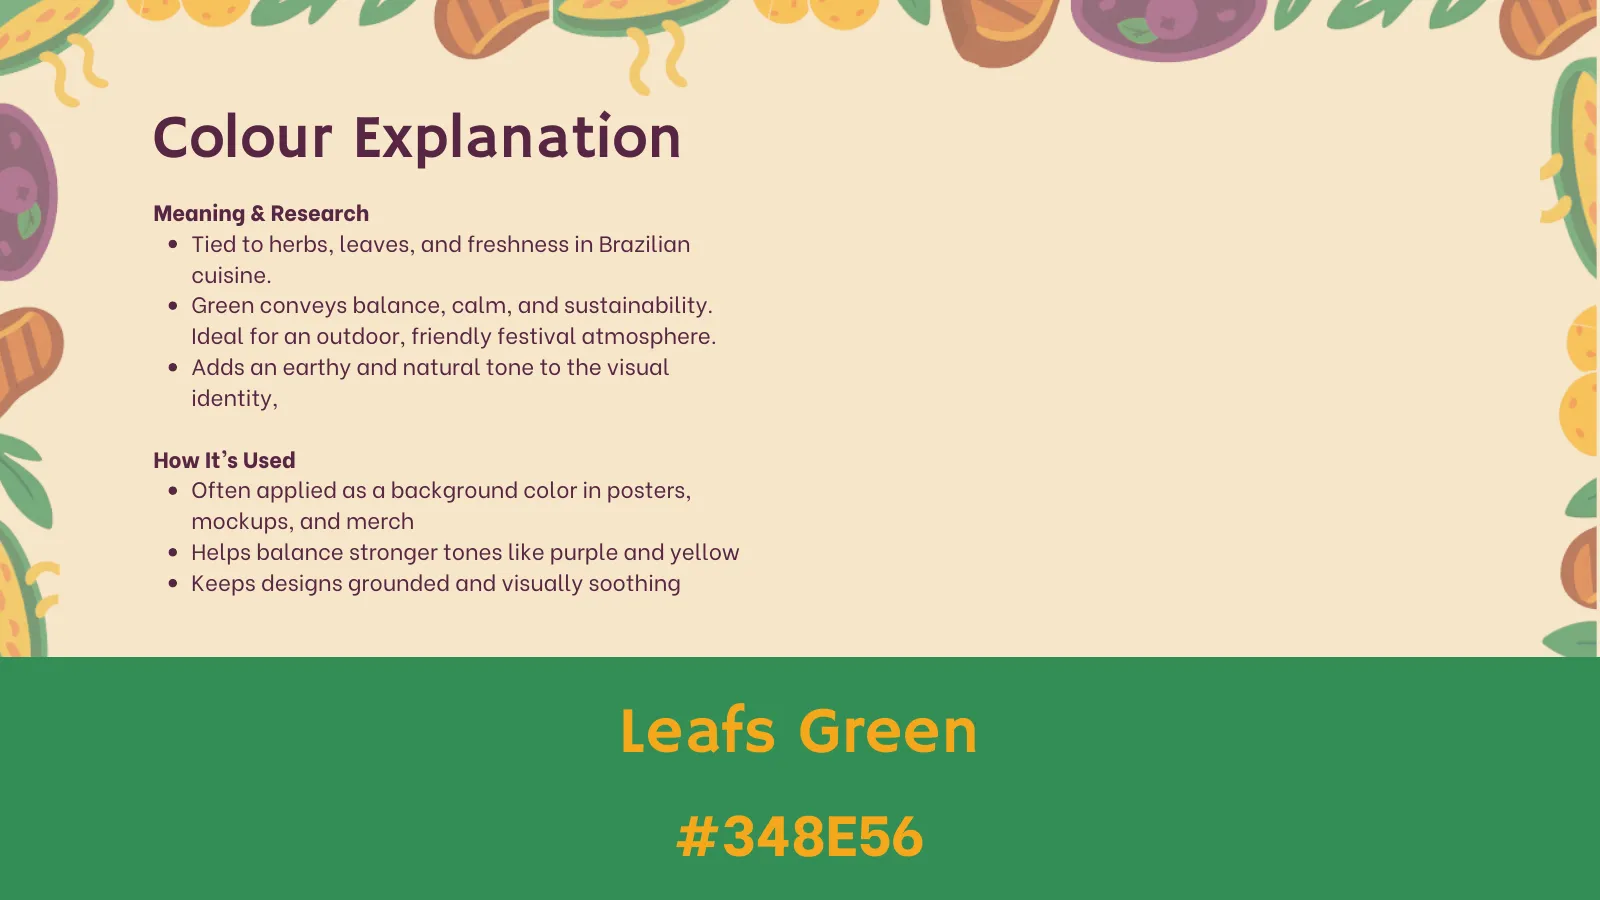 Colour Explanation
Meaning & Research
• Tied to herbs, leaves, and freshness in Brazilian
cuisine.
• Green conveys balance, calm, and sustainability.
Ideal for an outdoor, friendly festival atmosphere.
• Adds an earthy and natural tone to the visual
identity,
How It's Used
• Often applied as a background color in posters,
mockups, and merch
• Helps balance stronger tones like purple and yellow
• Keeps designs grounded and visually soothing
Leafs Green
#348E56